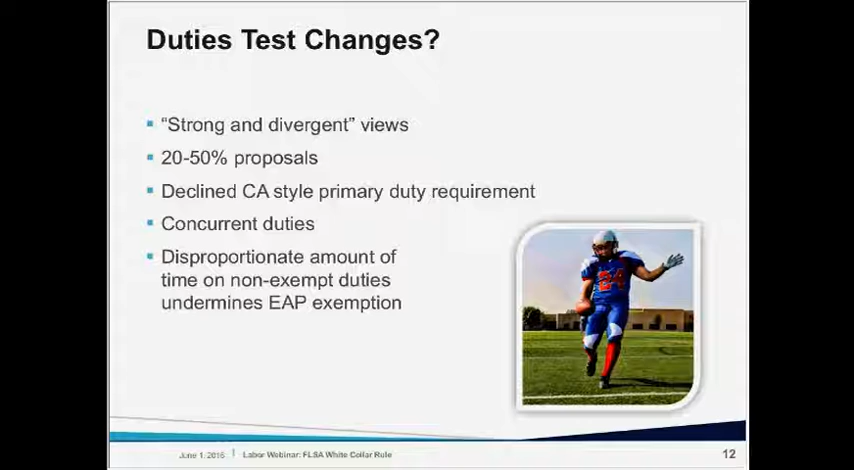 Duties Test Changes?
“Strong and divergent” views
20-50% proposals
Declined CA style primary duty requirement
Concurrent duties
Disproportionate amount of
time on non-exempt duties
undermines EAP exemption
24
June 1, 2016 | Labor Webinar: FLSA White Collar Rule
12